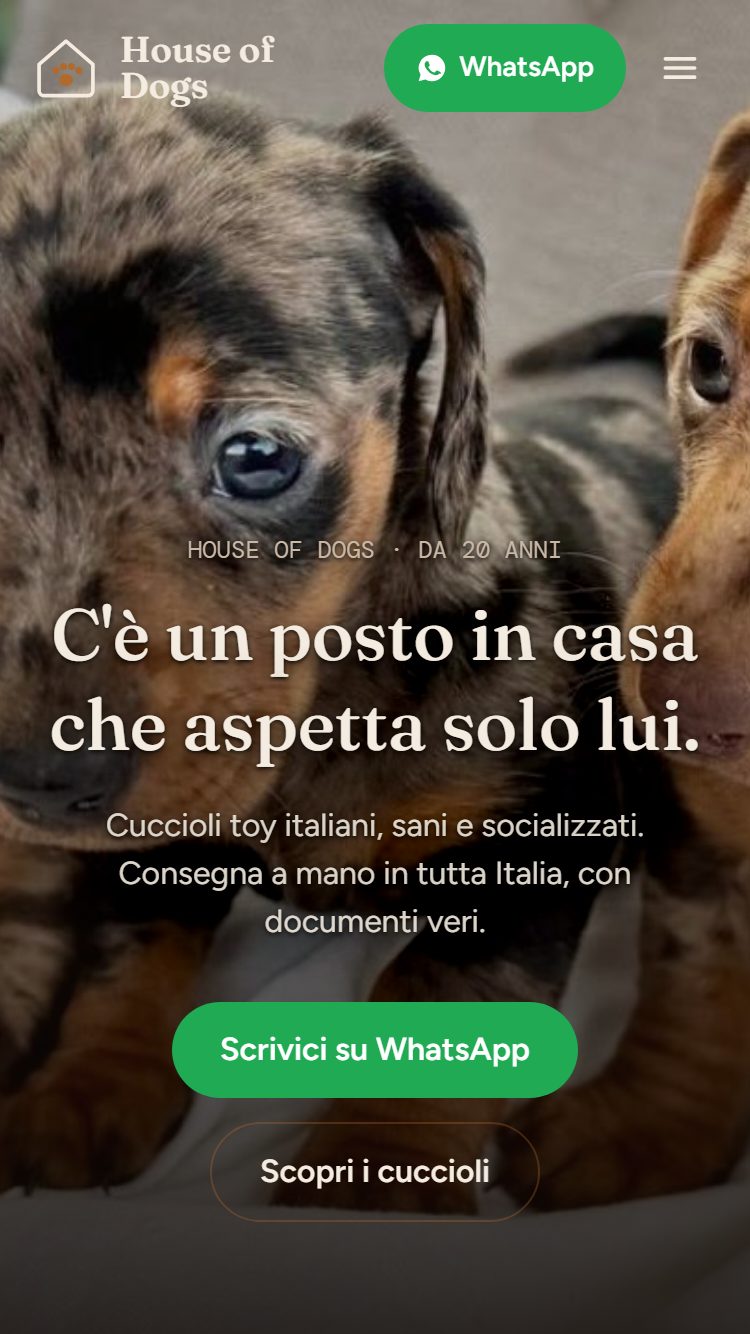 House of
Dogs
WhatsApp
HOUSE OF DOGS · DA 20 ANNI
C'è un posto in casa
che aspetta solo lui.
Cuccioli toy italiani, sani e socializzati.
Consegna a mano in tutta Italia, con
documenti veri.
Scrivici su WhatsApp
Scopri i cuccioli